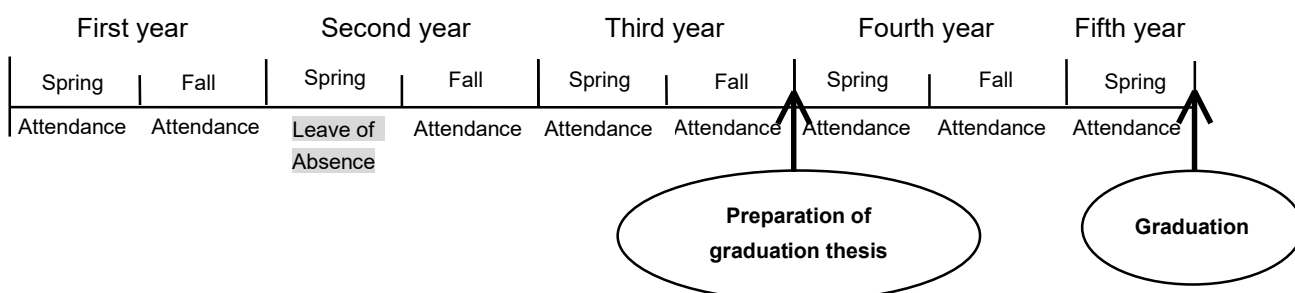 First year Second year Third year Fourth year Fifth year
Spring Fall Spring Fall Spring Fall Spring Fall Spring
Attendance Attendance Leave of Attendance Attendance Attendance Attendance Attendance Attendance
Absence
Preparation of
graduation thesis
Graduation